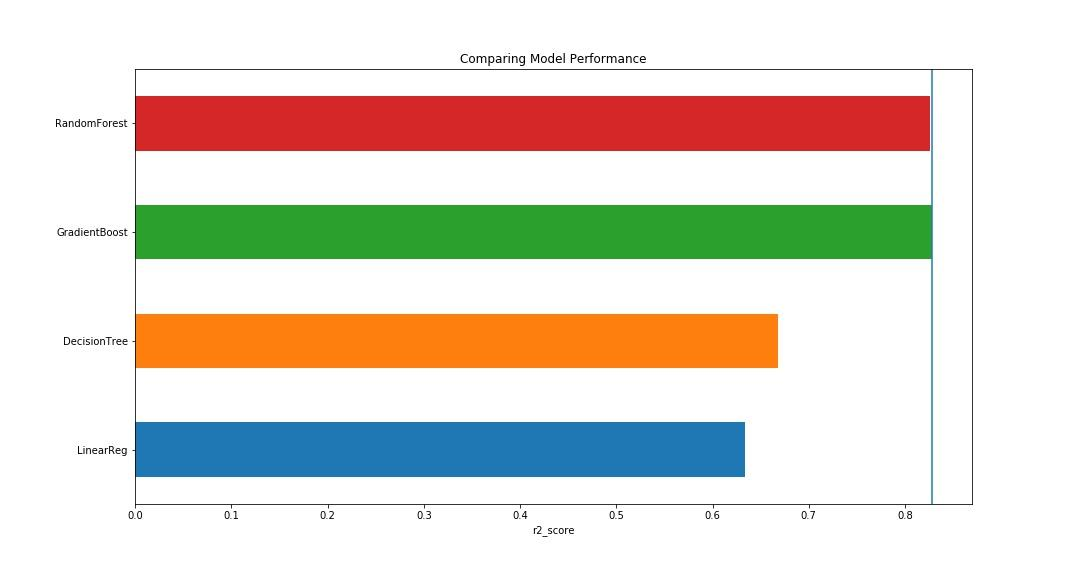 Comparing Model Performance
RandomForest
GradientBoost
DecisionTree
LinearReg
0.0 0.1 0.2 0.3 0.4 0.5 0.6 0.7 0.8
r2_score